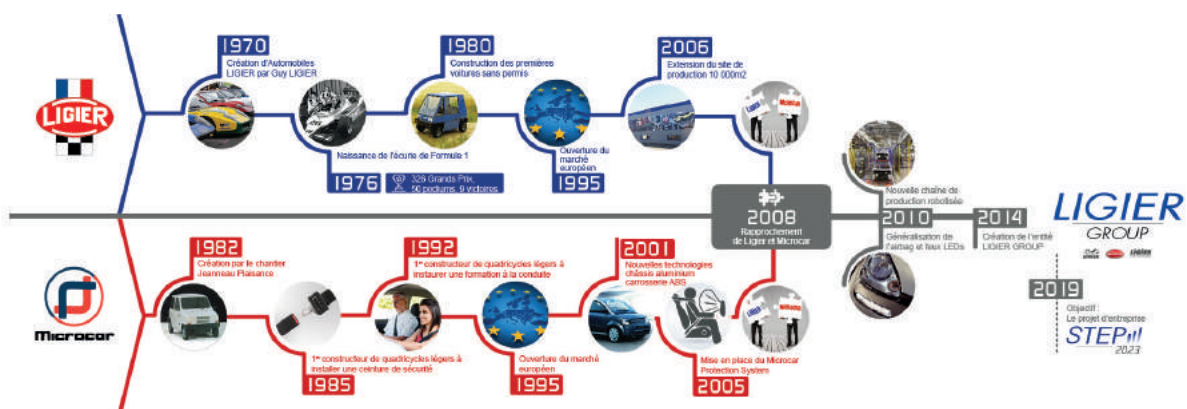 LIGIER
1970
Création d'Automobiles
LIGIER par Guy LIGIER
Naissance de l'écurie de Formule 1
1976
326 Grands Prix,
50 podiums, 9 victoires
1980
Construction des premières
voitures sans permis
Ouverture du
marché
européen
1995
2006
Extension du site de
production 10 000m2
Ligier
Microcar
2008
Rapprochement
de Ligier et Microcar
Nouvelle chaîne de
production robotisée
2010
Généralisation de
l'airbag et feux LEDs
2014
Création de l'entité
LIGIER GROUP
LIGIER
GROUP
2019
Objectif :
Le projet d'entreprise
STEP
2023
Microcar
1982
Création par le chantier
Jeanneau Plaisance
1er constructeur de quadricycles légers à
installer une ceinture de sécurité
1985
1992
1er constructeur de quadricycles légers à
instaurer une formation à la conduite
Ouverture du marché
européen
1995
2001
Nouvelles technologies
châssis aluminium
carrosserie ABS
Mise en place du Microcar
Protection System
2005
Ligier
Microcar